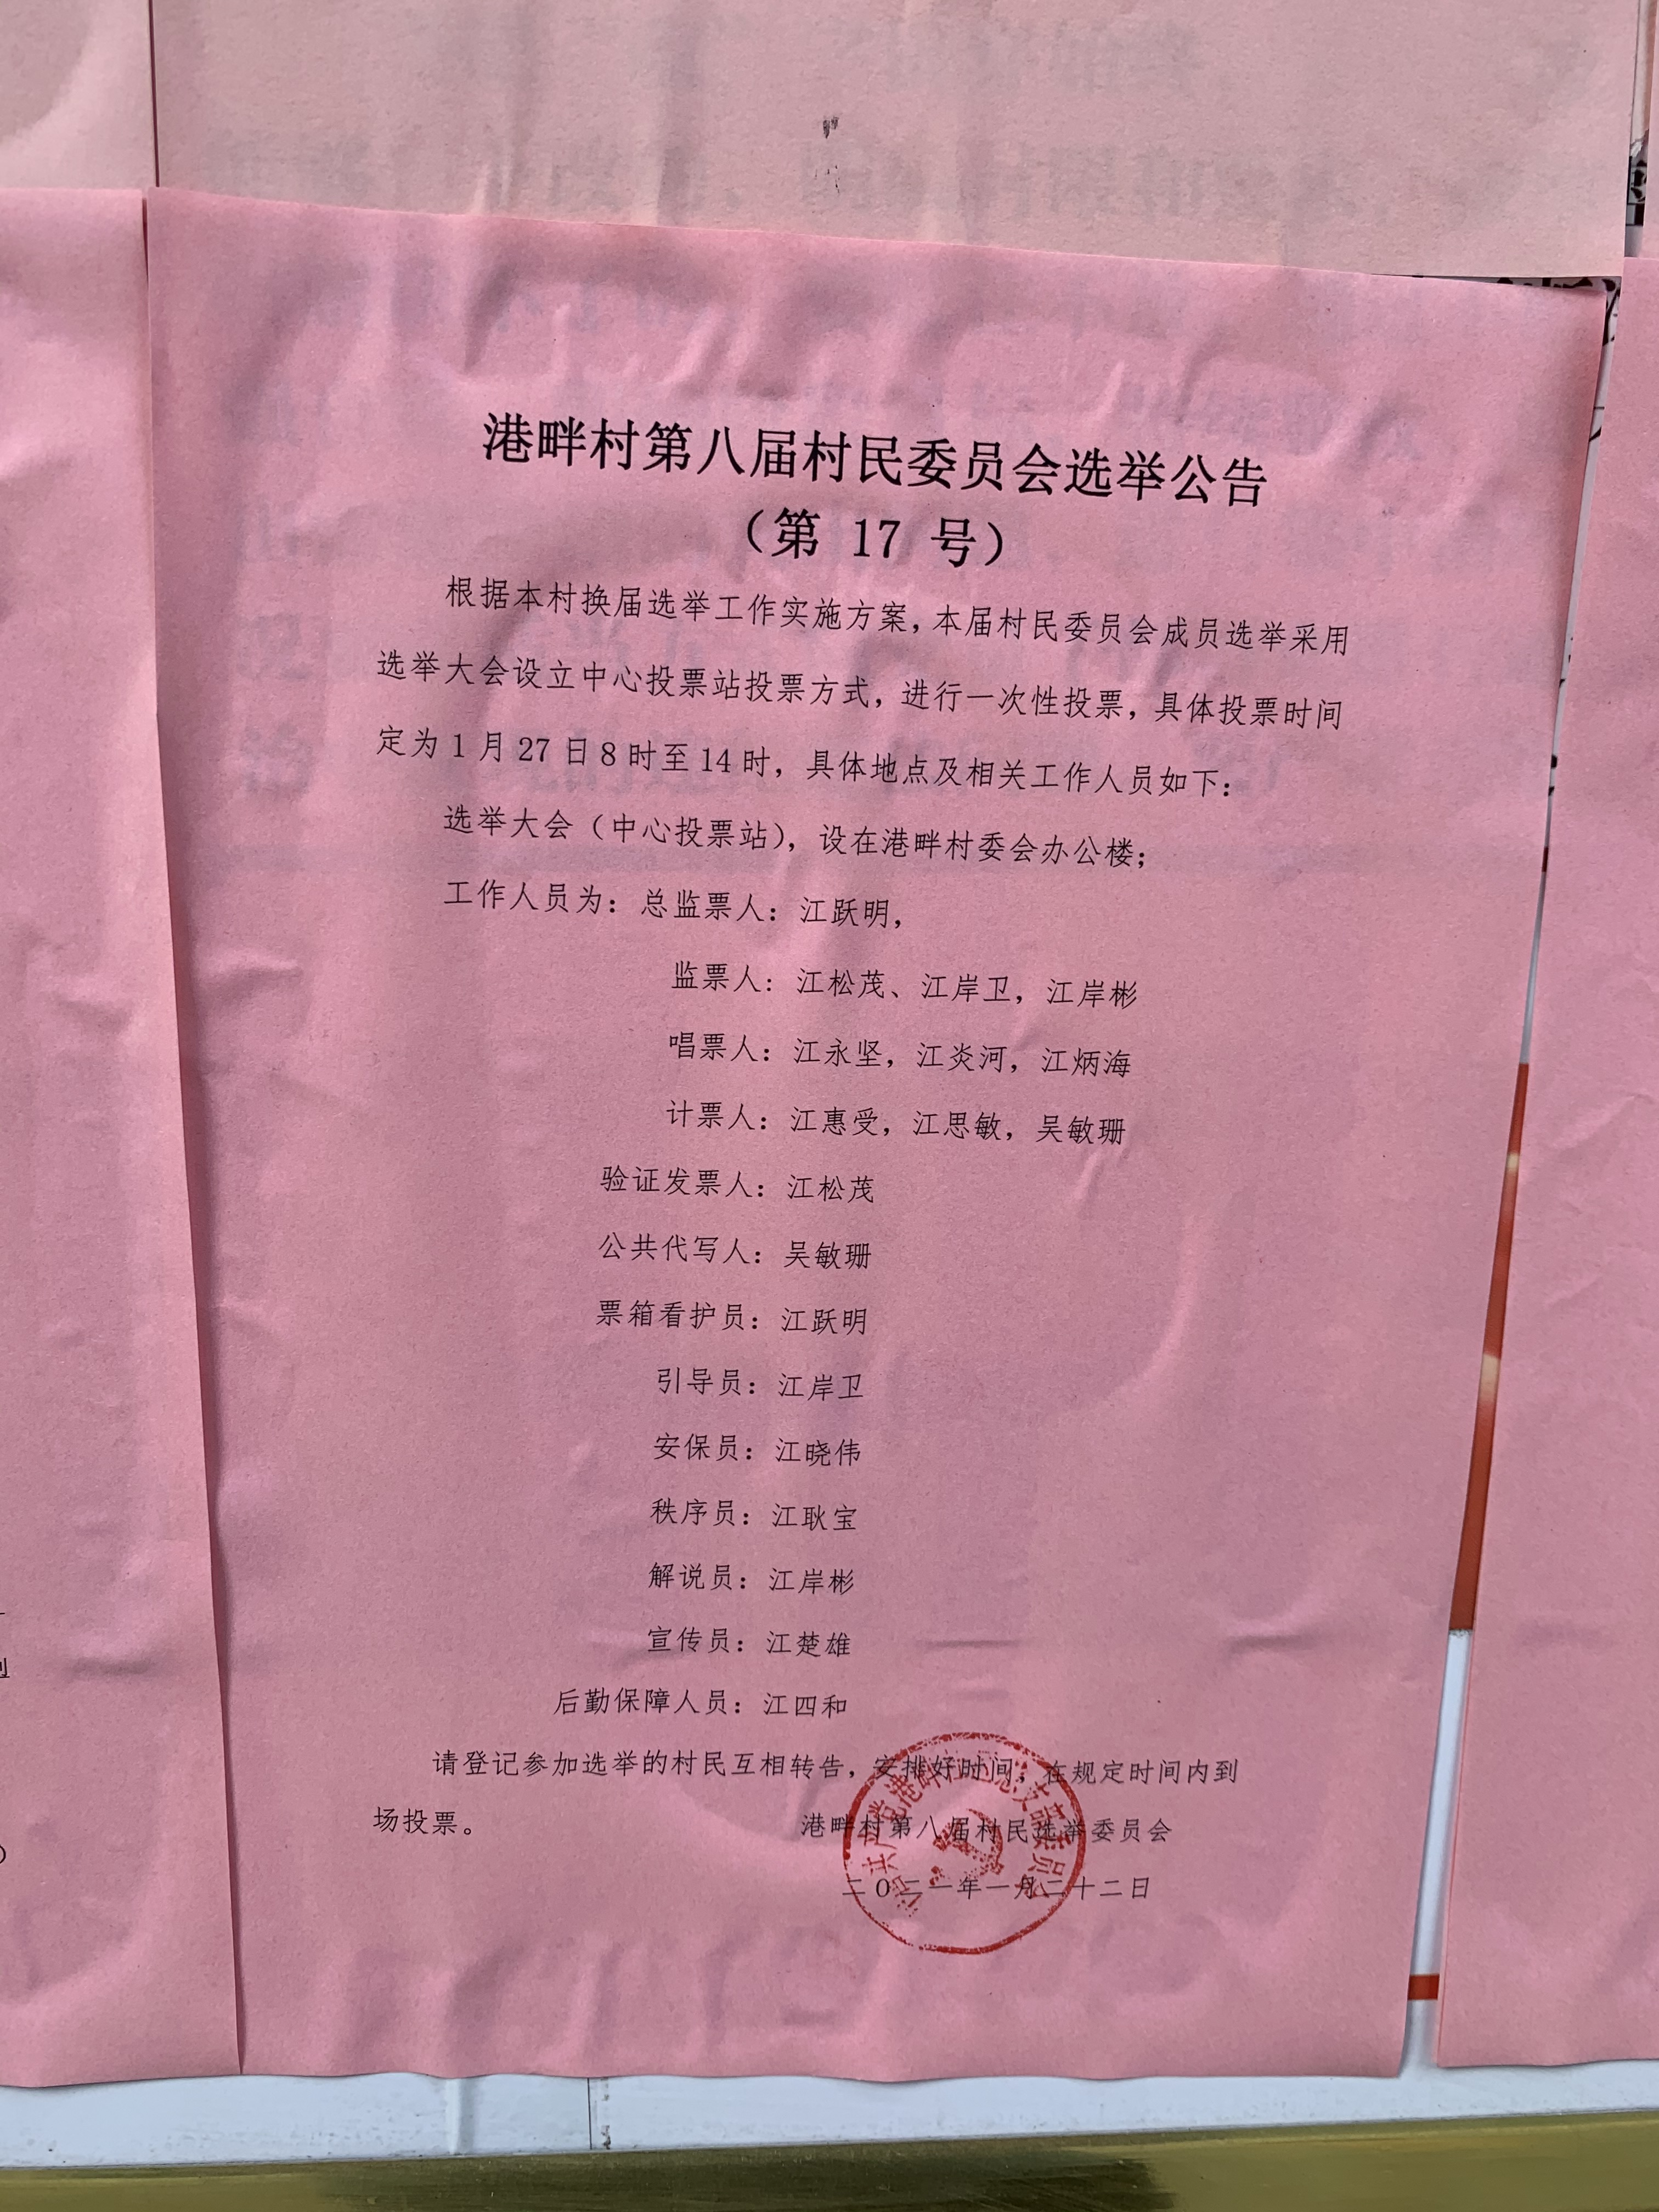 港畔村第八届村民委员会选举公告
（第 17 号）
根据本村换届选举工作实施方案，本届村民委员会成员选举采用
选举大会设立中心投票站投票方式，进行一次性投票，具体投票时间
定为1月27日8时至14时，具体地点及相关工作人员如下：
选举大会（中心投票站），设在港畔村委会办公楼；
工作人员为：总监票人：江跃明，
监票人：江松茂、江岸卫，江岸彬
唱票人：江永坚，江炎河，江炳海
计票人：江惠受，江思敏，吴敏珊
验证发票人：江松茂
公共代写人：吴敏珊
票箱看护员：江跃明
引导员：江岸卫
安保员：江晓伟
秩序员：江耿宝
解说员：江岸彬
宣传员：江楚雄
后勤保障人员：江四和
请登记参加选举的村民互相转告，安排好时间，在规定时间内到
场投票。
港畔村第八届村民选举委员会
二0二一年一月二十二日